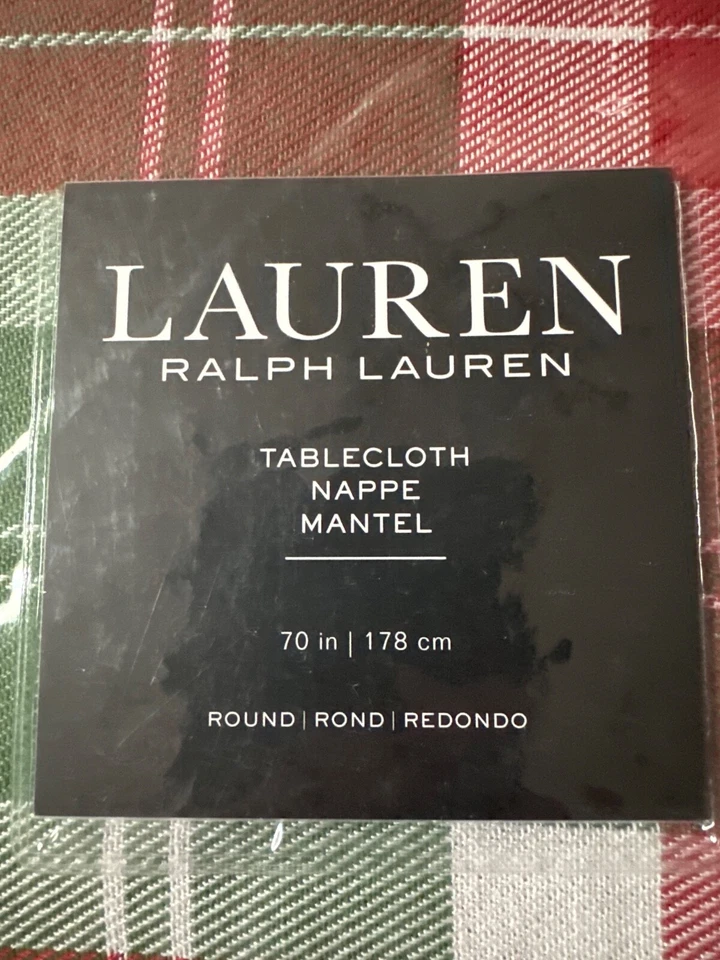 LAUREN
RALPH LAUREN
TABLECLOTH
NAPPE
MANTEL
70 in | 178 cm
ROUND | ROND | REDONDO